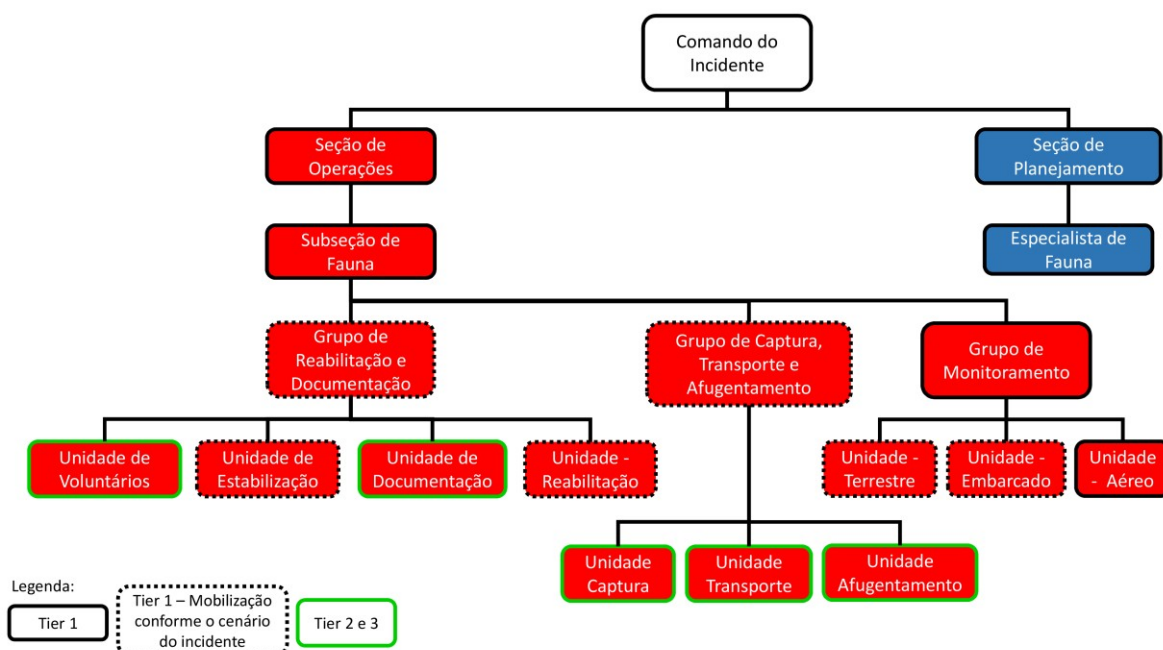 Comando do
Incidente
Seção de
Operações
Seção de
Planejamento
Subseção de
Fauna
Especialista de
Fauna
Grupo de
Reabilitação e
Documentação
Grupo de Captura,
Transporte e
Afugentamento
Grupo de
Monitoramento
Unidade de
Voluntários
Unidade de
Estabilização
Unidade de
Documentação
Unidade -
Reabilitação
Unidade -
Terrestre
Unidade -
Embarcado
Unidade
- Aéreo
Unidade
Captura
Unidade
Transporte
Unidade
Afugentamento
Legenda:
Tier 1
Tier 1 – Mobilização
conforme o cenário
do incidente
Tier 2 e 3